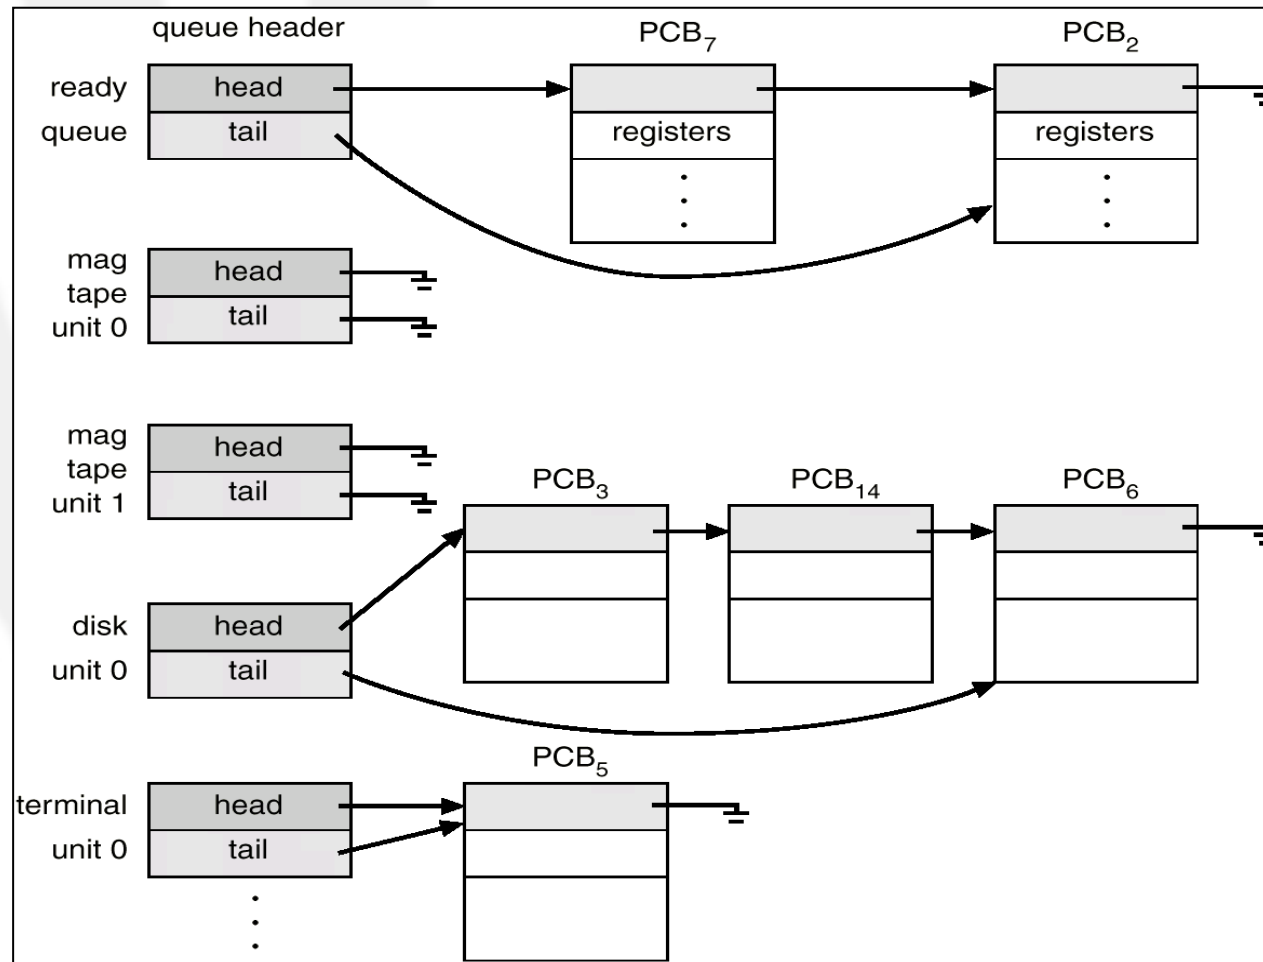 queue header
PCB7
PCB2
ready
queue
head
tail
registers
registers
mag
tape
unit 0
head
tail
mag
tape
unit 1
head
tail
PCB3
PCB14
PCB6
disk
unit 0
head
tail
PCB5
terminal
unit 0
head
tail